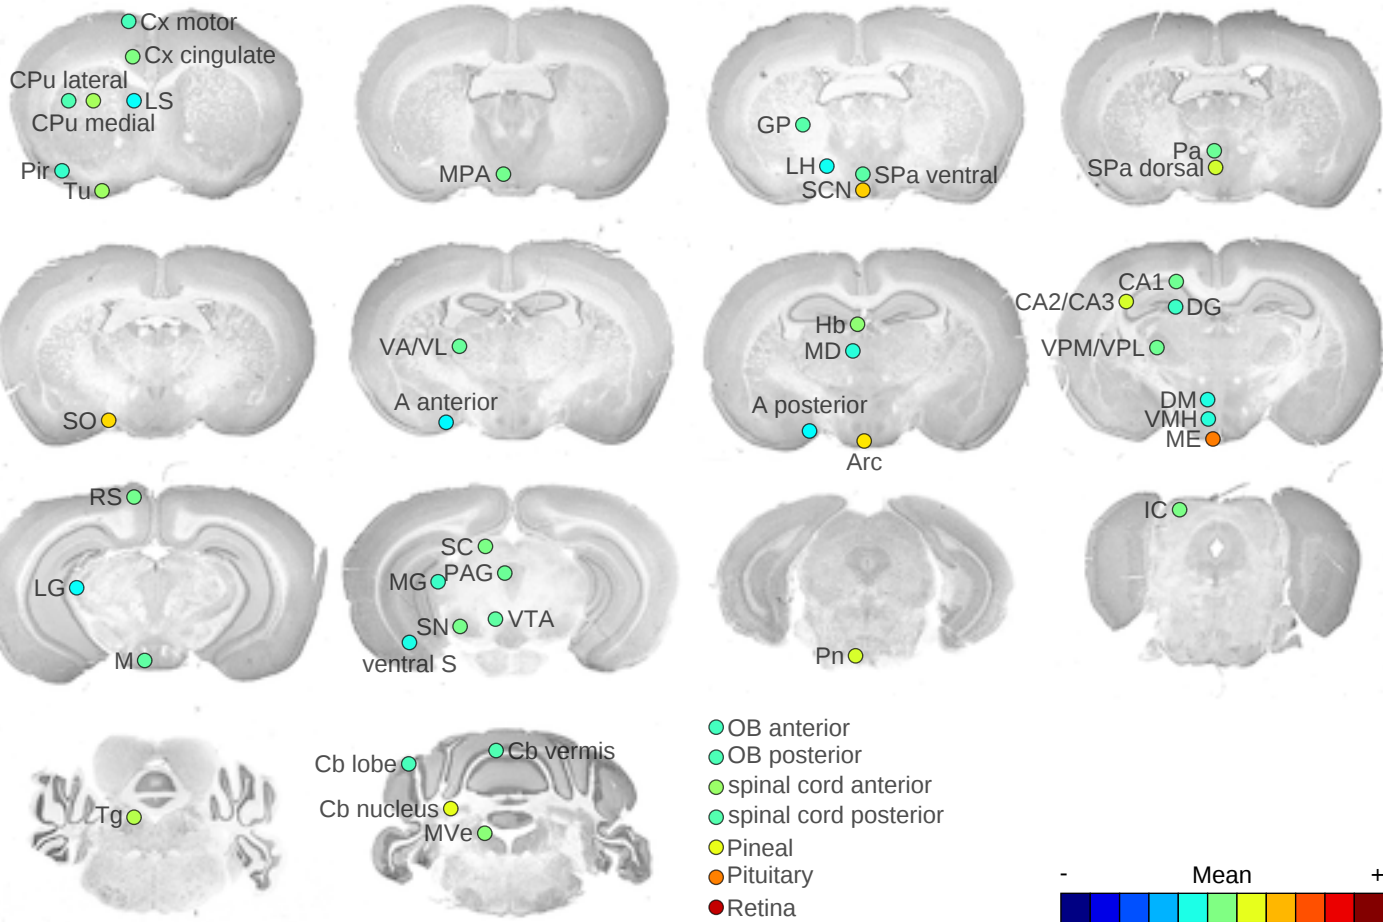 Cx motor
Cx cingulate
CPu lateral
LS
CPu medial
Pir
Tu
MPA
GP
LH
SPa ventral
SCN
Pa
SPa dorsal
SO
VA/VL
A anterior
Hb
MD
A posterior
Arc
CA1
CA2/CA3
DG
VPM/VPL
DM
VMH
ME
RS
LG
M
SC
MG
PAG
SN
VTA
ventral S
Pn
IC
Tg
Cb lobe
Cb vermis
Cb nucleus
MVe
OB anterior
OB posterior
spinal cord anterior
spinal cord posterior
Pineal
Pituitary
Retina
- Mean +